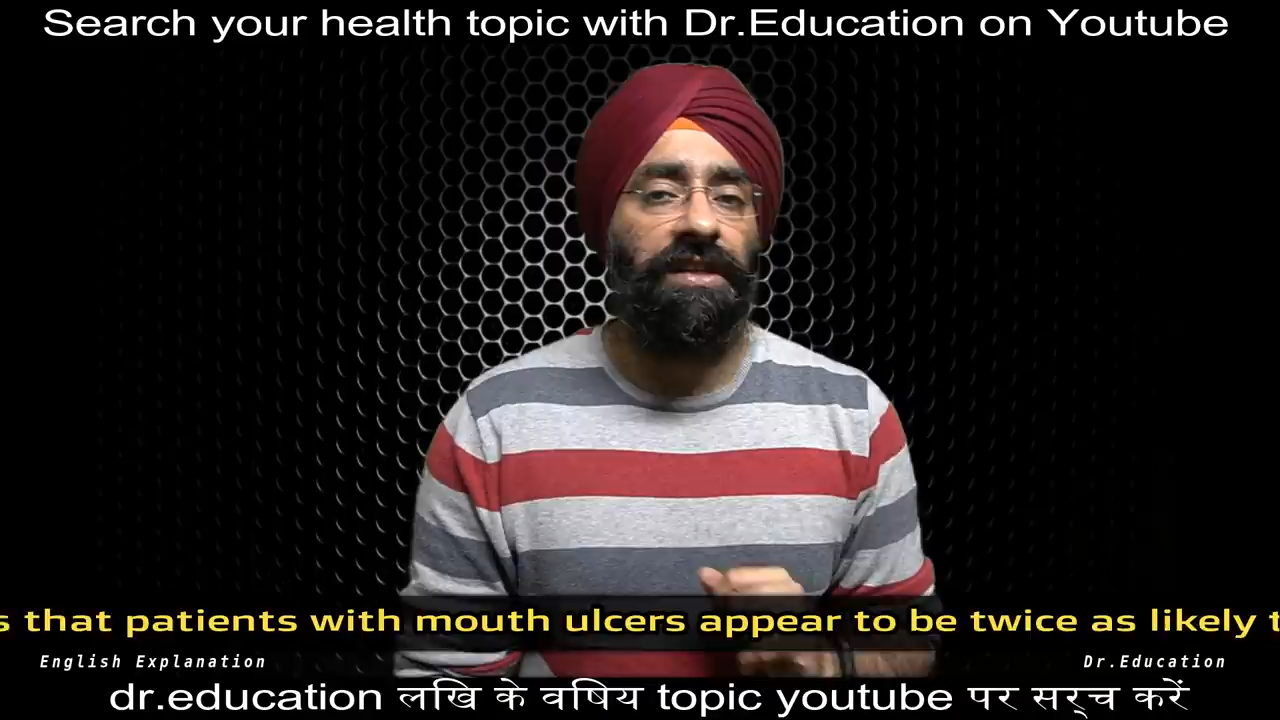 Search your health topic with Dr.Education on Youtube
that patients with mouth ulcers appear to be twice as likely
English Explanation
Dr.Education
dr.education लखि के वषिय topic youtube पर सर्च करें